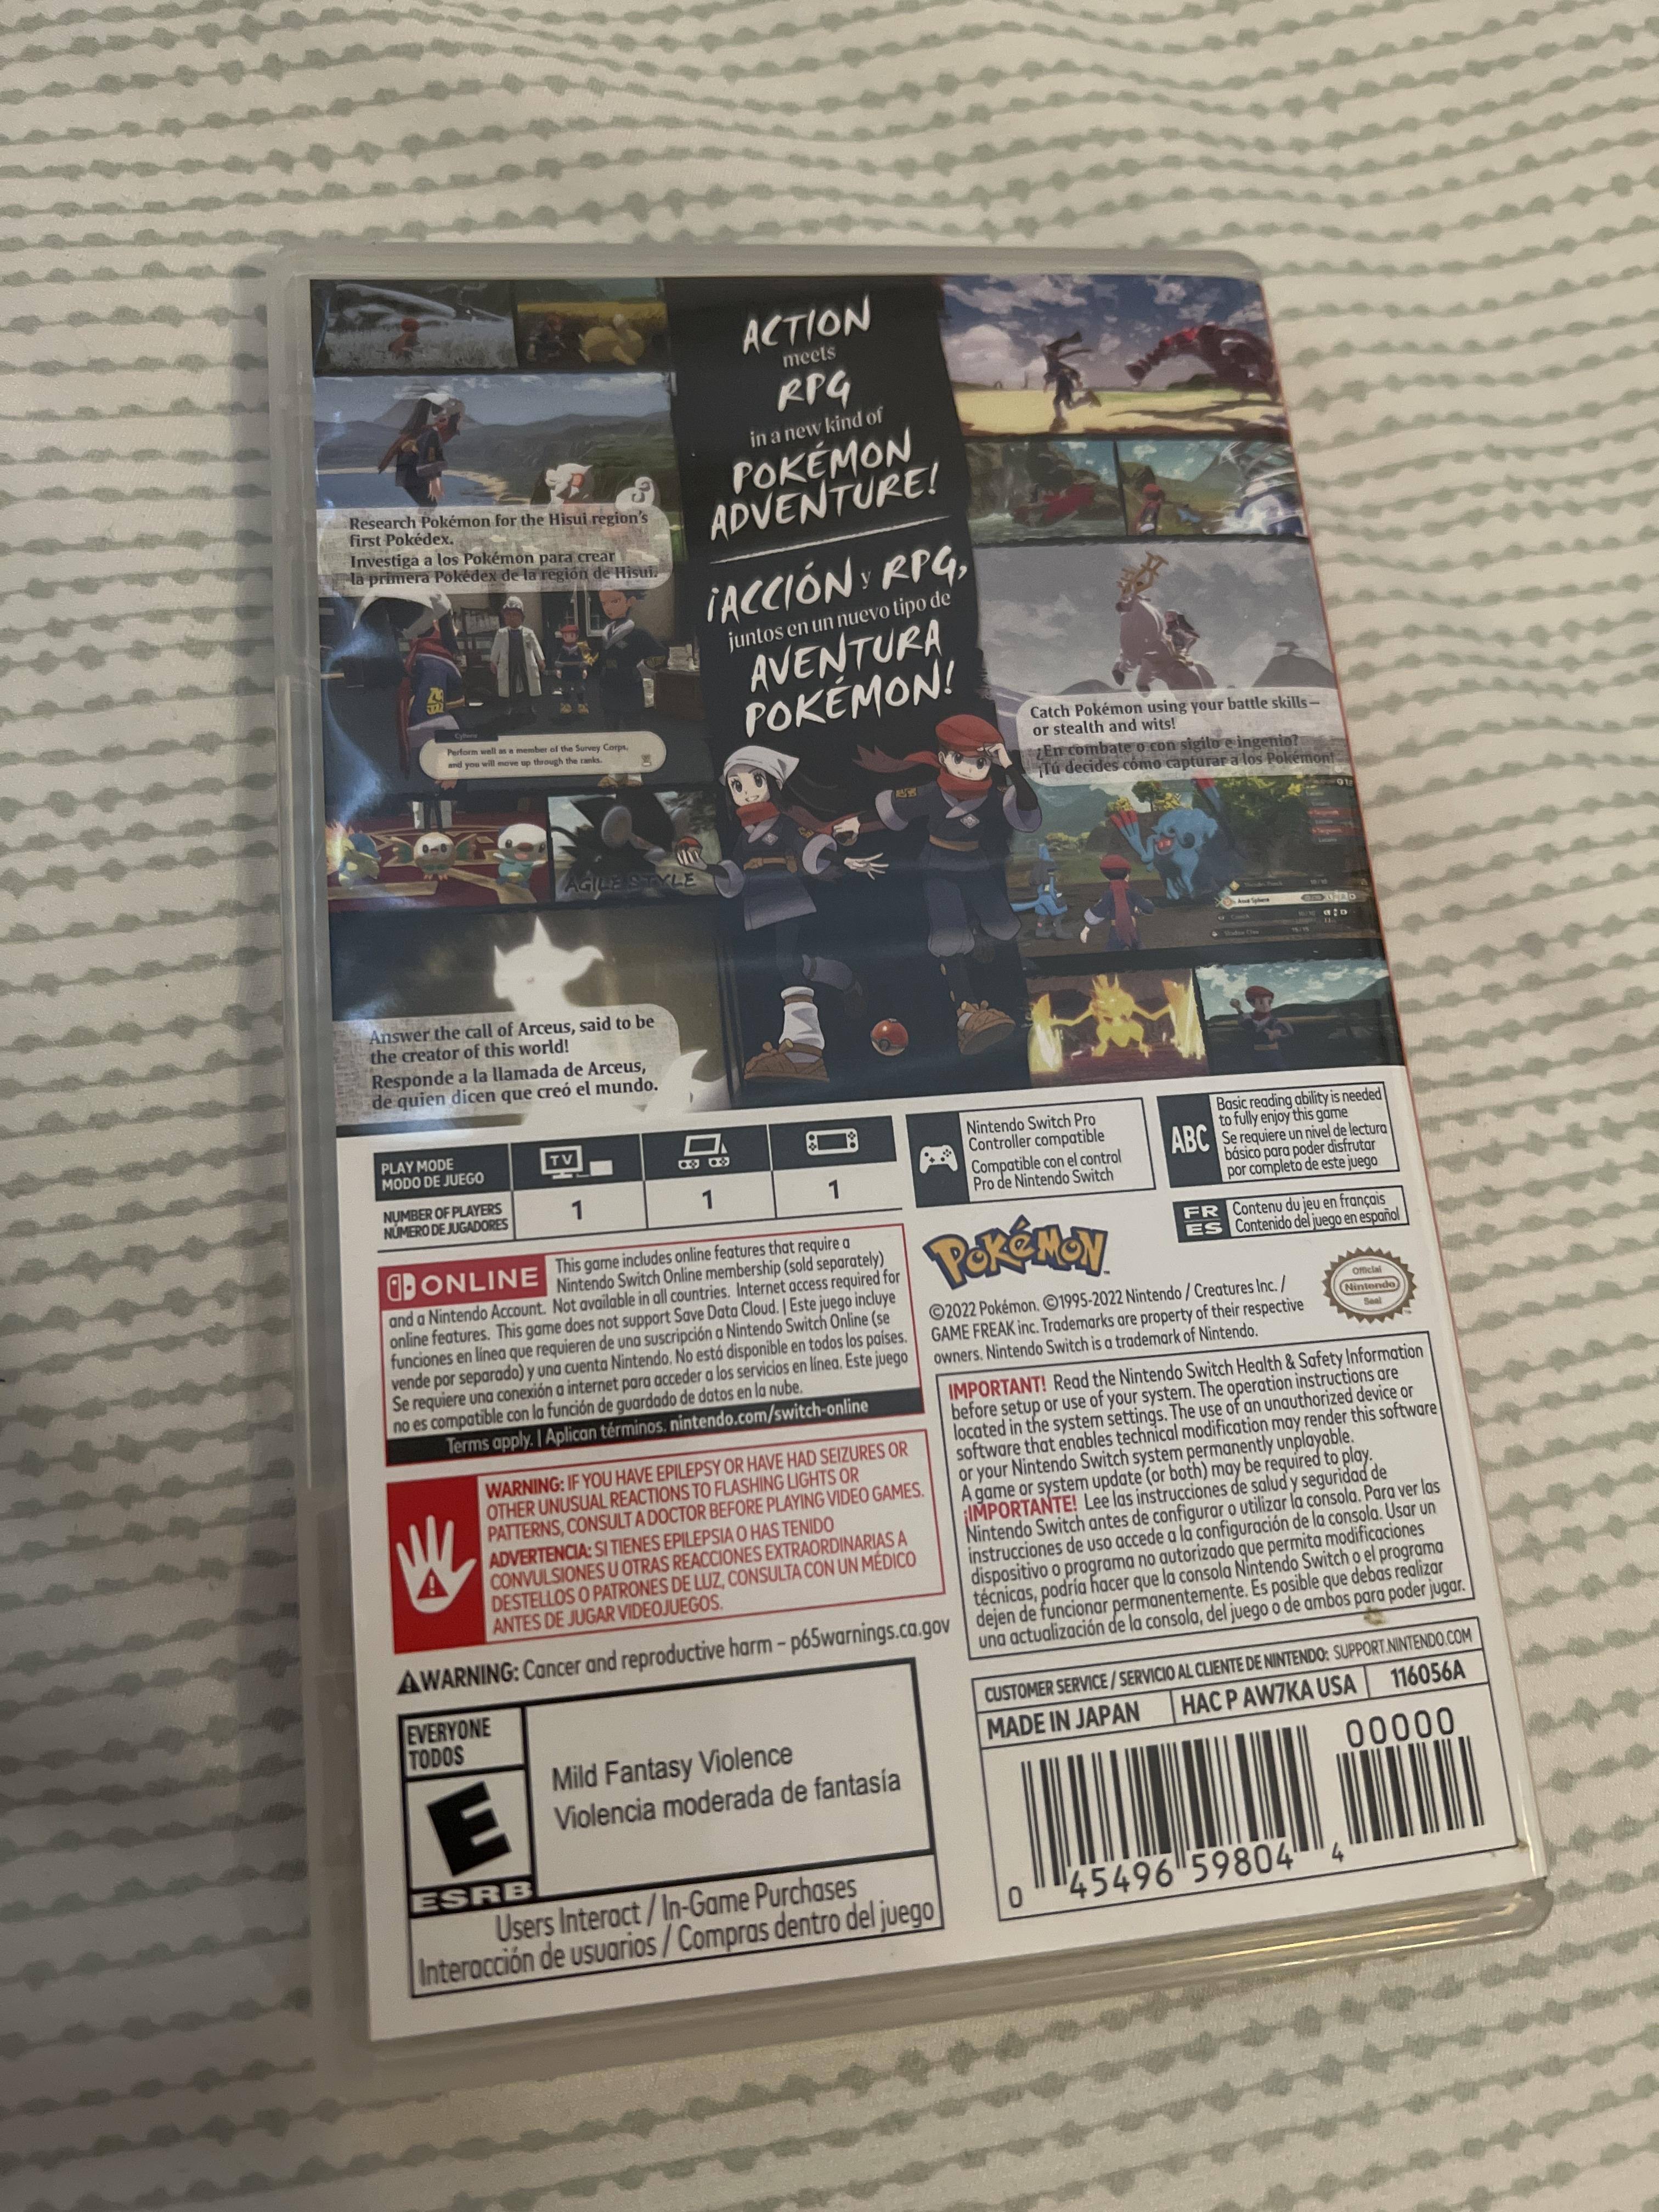 ACTION
meets
RPG
in a new kind of
POKÉMON
ADVENTURE!
¡ACCIÓN y RPG,
juntos en un nuevo tipo de
AVENTURA
POKÉMON!
Research Pokémon for the Hisui region's
first Pokédex.
Investiga a los Pokémon para crear
la primera Pokédex de la región de Hisui.
Cyllene
Perform well as a member of the Survey Corps,
and you will move up through the ranks.
AGILE STYLE
Answer the call of Arceus, said to be
the creator of this world!
Responde a la llamada de Arceus,
de quien dicen que creó el mundo.
Catch Pokémon using your battle skills—
or stealth and wits!
¿En combate o con sigilo e ingenio?
¡Tú decides cómo capturar a los Pokémon!
Aura Sphere
PLAY MODE
MODO DE JUEGO
TV
NUMBER OF PLAYERS
NÚMERO DE JUGADORES
1
1
1
Nintendo Switch Pro
Controller compatible
Compatible con el control
Pro de Nintendo Switch
ABC
Basic reading ability is needed
to fully enjoy this game
Se requiere un nivel de lectura
básico para poder disfrutar
por completo de este juego
FR
ES
Contenu du jeu en français
Contenido del juego en español
ONLINE
This game includes online features that require a
Nintendo Switch Online membership (sold separately)
and a Nintendo Account. Not available in all countries. Internet access required for
online features. This game does not support Save Data Cloud. | Este juego incluye
funciones en línea que requieren de una suscripción a Nintendo Switch Online (se
vende por separado) y una cuenta Nintendo. No está disponible en todos los países.
Se requiere una conexión a internet para acceder a los servicios en línea. Este juego
no es compatible con la función de guardado de datos en la nube.
Terms apply. | Aplican términos. nintendo.com/switch-online
POKéMON
TM
©2022 Pokémon. ©1995-2022 Nintendo / Creatures Inc. /
GAME FREAK inc. Trademarks are property of their respective
owners. Nintendo Switch is a trademark of Nintendo.
Official
Nintendo
Seal
WARNING: IF YOU HAVE EPILEPSY OR HAVE HAD SEIZURES OR
OTHER UNUSUAL REACTIONS TO FLASHING LIGHTS OR
PATTERNS, CONSULT A DOCTOR BEFORE PLAYING VIDEO GAMES.
ADVERTENCIA: SI TIENES EPILEPSIA O HAS TENIDO
CONVULSIONES U OTRAS REACCIONES EXTRAORDINARIAS A
DESTELLOS O PATRONES DE LUZ, CONSULTA CON UN MÉDICO
ANTES DE JUGAR VIDEOJUEGOS.
WARNING: Cancer and reproductive harm – p65warnings.ca.gov
IMPORTANT! Read the Nintendo Switch Health & Safety Information
before setup or use of your system. The operation instructions are
located in the system settings. The use of an unauthorized device or
software that enables technical modification may render this software
or your Nintendo Switch system permanently unplayable.
A game or system update (or both) may be required to play.
¡IMPORTANTE! Lee las instrucciones de salud y seguridad de
Nintendo Switch antes de configurar o utilizar la consola. Para ver las
instrucciones de uso accede a la configuración de la consola. Usar un
dispositivo o programa no autorizado que permita modificaciones
técnicas, podría hacer que la consola Nintendo Switch o el programa
dejen de funcionar permanentemente. Es posible que debas realizar
una actualización de la consola, del juego o de ambos para poder jugar.
EVERYONE
TODOS
E
ESRB
Mild Fantasy Violence
Violencia moderada de fantasía
Users Interact / In-Game Purchases
Interacción de usuarios / Compras dentro del juego
CUSTOMER SERVICE / SERVICIO AL CLIENTE DE NINTENDO: SUPPORT.NINTENDO.COM
MADE IN JAPAN
HAC P AW7KA USA
116056A
00000
0 45496 59804 4